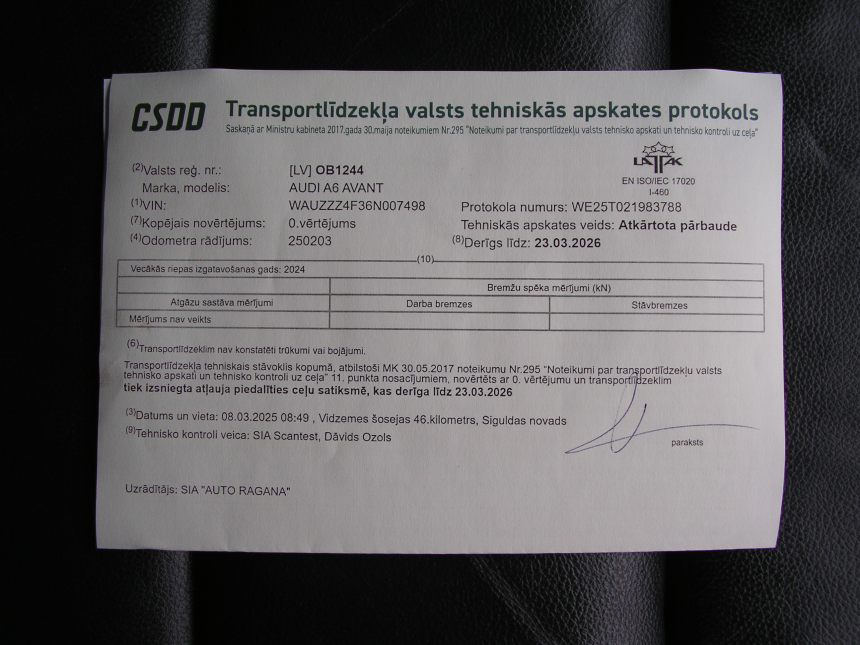 CSDD Transportlīdzekļa valsts tehniskās apskates protokols
Saskaņā ar Ministru kabineta 2017.gada 30.maija noteikumiem Nr.295 "Noteikumi par transportlīdzekļu valsts tehnisko apskati un tehnisko kontroli uz ceļa"
LATAK
EN ISO/IEC 17020
I-460
(2)Valsts reģ. nr.: [LV] OB1244
Marka, modelis: AUDI A6 AVANT
(1)VIN: WAUZZZ4F36N007498 Protokola numurs: WE25T021983788
(7)Kopējais novērtējums: 0.vērtējums Tehniskās apskates veids: Atkārtota pārbaude
(4)Odometra rādījums: 250203 (8)Derīgs līdz: 23.03.2026
(10)
Vecākās riepas izgatavošanas gads: 2024
Bremžu spēka mērījumi (kN)
Atgāzu sastāva mērījumi Darba bremzes Stāvbremzes
Mērījums nav veikts
(6)Transportlīdzeklim nav konstatēti trūkumi vai bojājumi.
Transportlīdzekļa tehniskais stāvoklis kopumā, atbilstoši MK 30.05.2017 noteikumu Nr.295 "Noteikumi par transportlīdzekļu valsts
tehnisko apskati un tehnisko kontroli uz ceļa" 11. punkta nosacījumiem, novērtēts ar 0. vērtējumu un transportlīdzeklim
tiek izsniegta atļauja piedalīties ceļu satiksmē, kas derīga līdz 23.03.2026
(3)Datums un vieta: 08.03.2025 08:49 , Vidzemes šosejas 46.kilometrs, Siguldas novads
(9)Tehnisko kontroli veica: SIA Scantest, Dāvids Ozols
paraksts
Uzrādītājs: SIA "AUTO RAGANA"